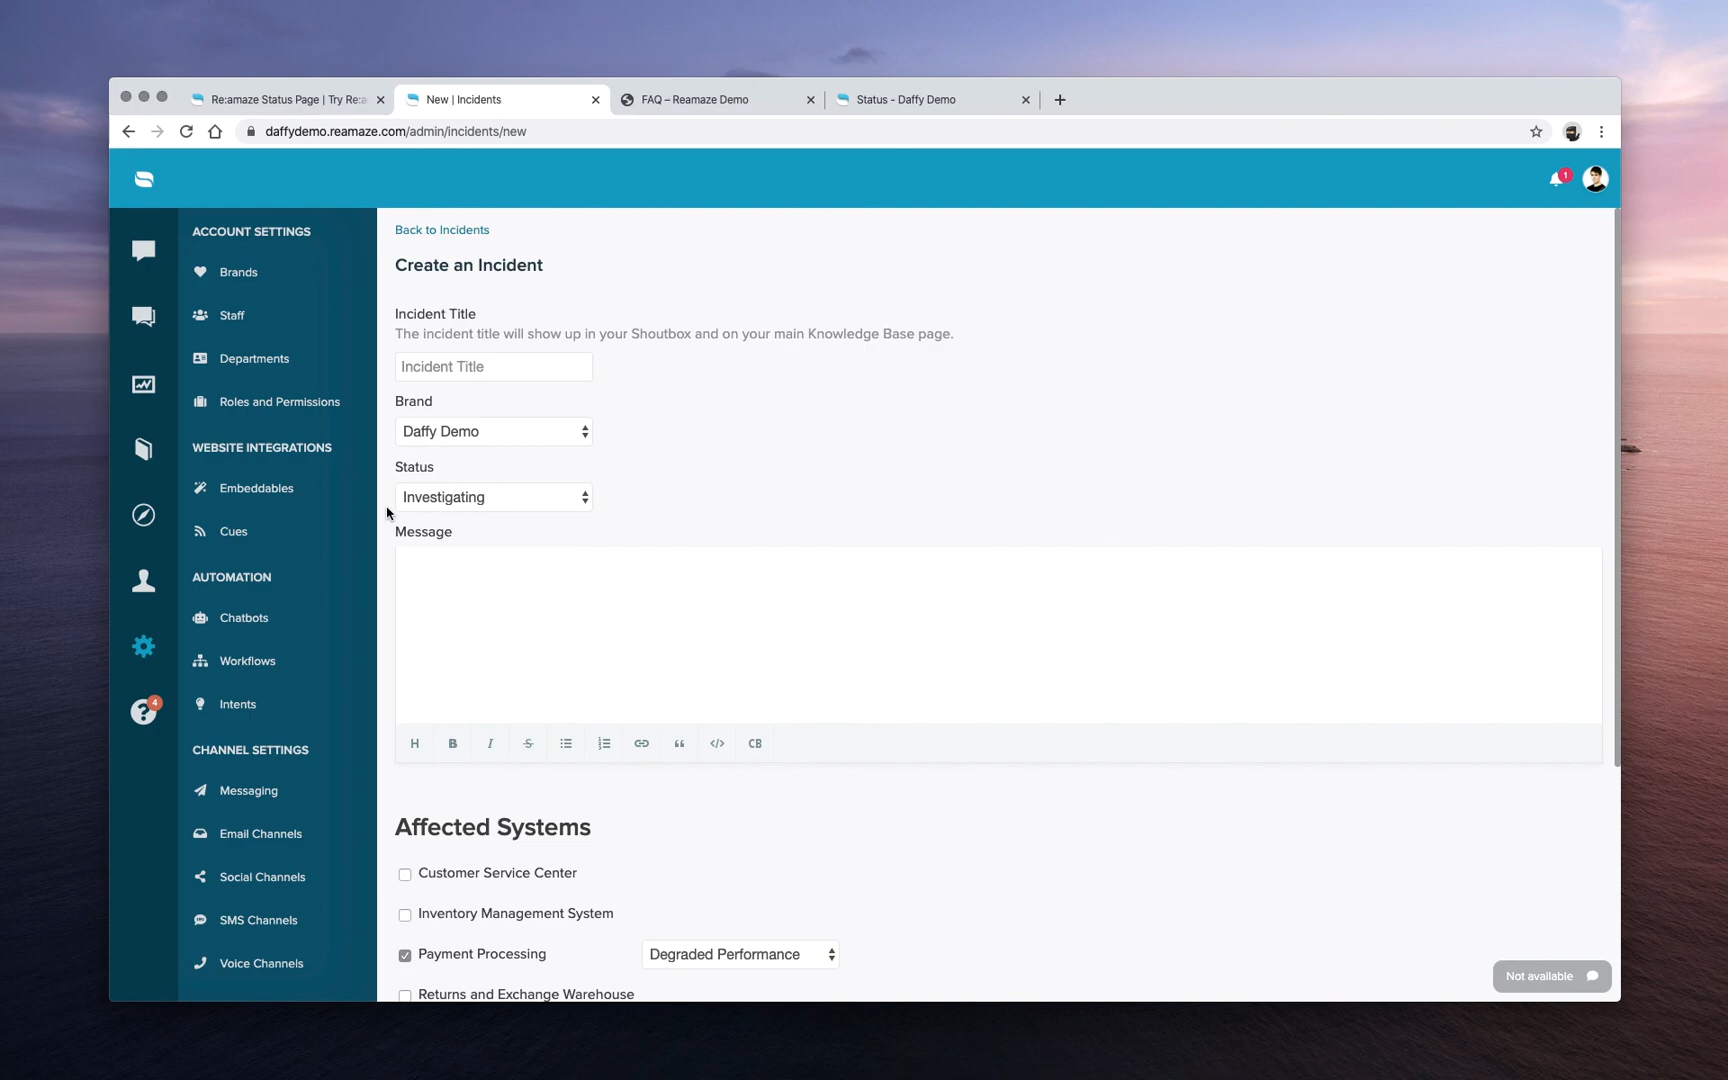 Re:amaze Status Page | Try Re:a
New | Incidents
FAQ – Reamaze Demo
Status - Daffy Demo
daffydemo.reamaze.com/admin/incidents/new
1
ACCOUNT SETTINGS
Brands
Staff
Departments
Roles and Permissions
WEBSITE INTEGRATIONS
Embeddables
Cues
AUTOMATION
Chatbots
Workflows
Intents
CHANNEL SETTINGS
Messaging
Email Channels
Social Channels
SMS Channels
Voice Channels
4
Back to Incidents
Create an Incident
Incident Title
The incident title will show up in your Shoutbox and on your main Knowledge Base page.
Incident Title
Brand
Daffy Demo
Status
Investigating
Message
H B I S “ </> CB
Affected Systems
Customer Service Center
Inventory Management System
Payment Processing Degraded Performance
Returns and Exchange Warehouse
Not available